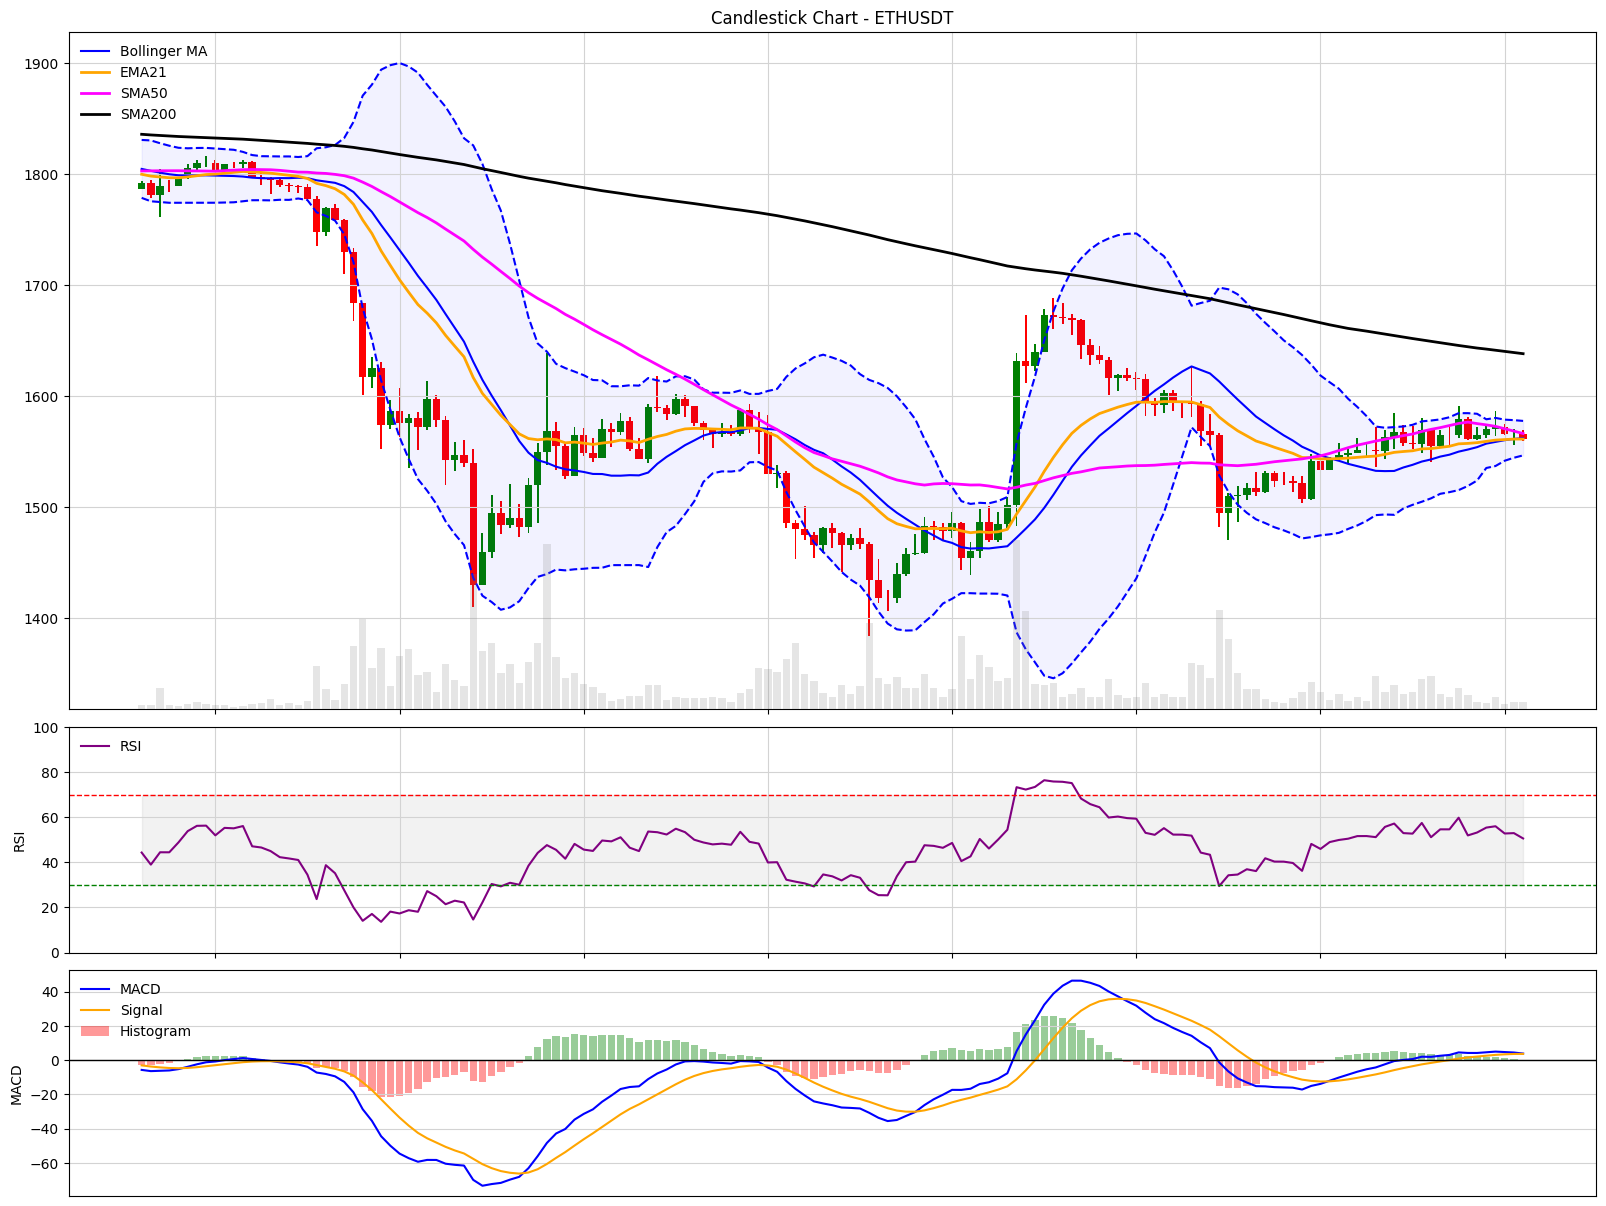 Candlestick Chart - ETHUSDT
Bollinger MA
EMA21
SMA50
SMA200
1900
1800
1700
1600
1500
1400
RSI
100
80
60
40
20
0
RSI
MACD
Signal
Histogram
40
20
0
−20
−40
−60
MACD